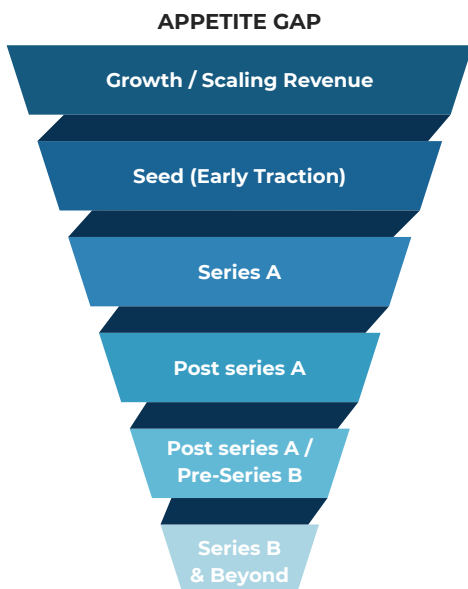 APPETITE GAP
Growth / Scaling Revenue
Seed (Early Traction)
Series A
Post series A
Post series A /
Pre-Series B
Series B
& Beyond